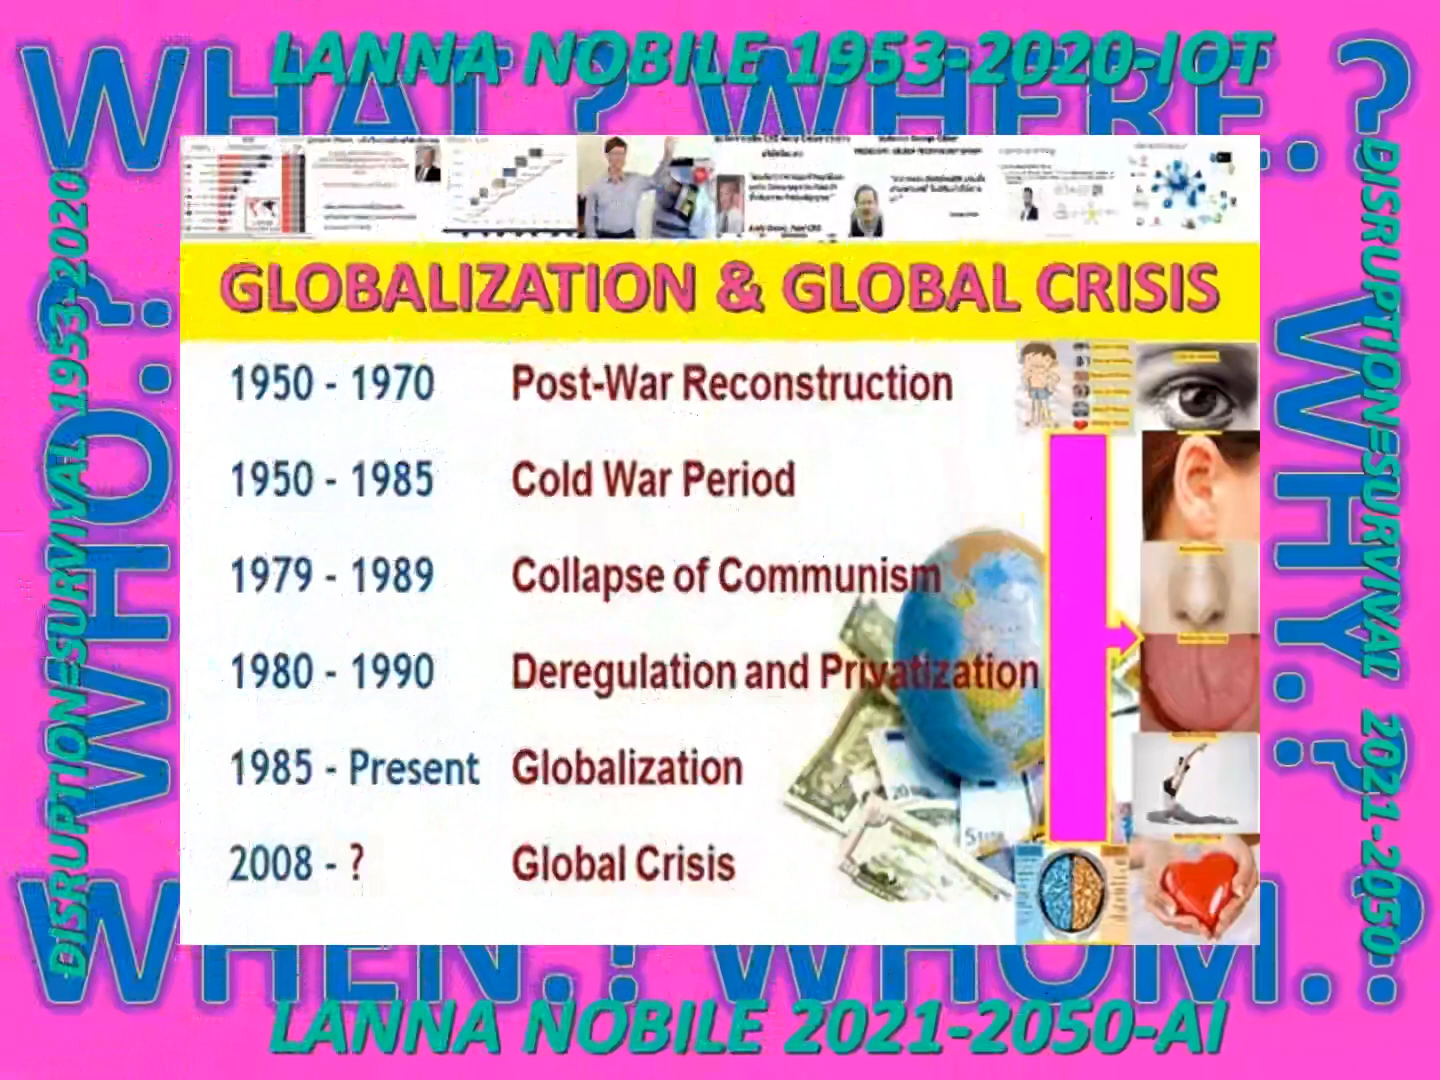 LANNA NOBILE 1953-2020-IOT
WHAT ? WHERE. ?
GLOBALIZATION & GLOBAL CRISIS
1950 - 1970 Post-War Reconstruction
1950 - 1985 Cold War Period
1979 - 1989 Collapse of Communism
1980 - 1990 Deregulation and Privatization
1985 - Present Globalization
2008 - ? Global Crisis
DISRUPTION=SURVIVAL 1953-2020
WHO. ?
DISRUPTION=SURVIVAL 2021-2050
WHY. ?
WHEN. ? WHOM. ?
LANNA NOBILE 2021-2050-AI